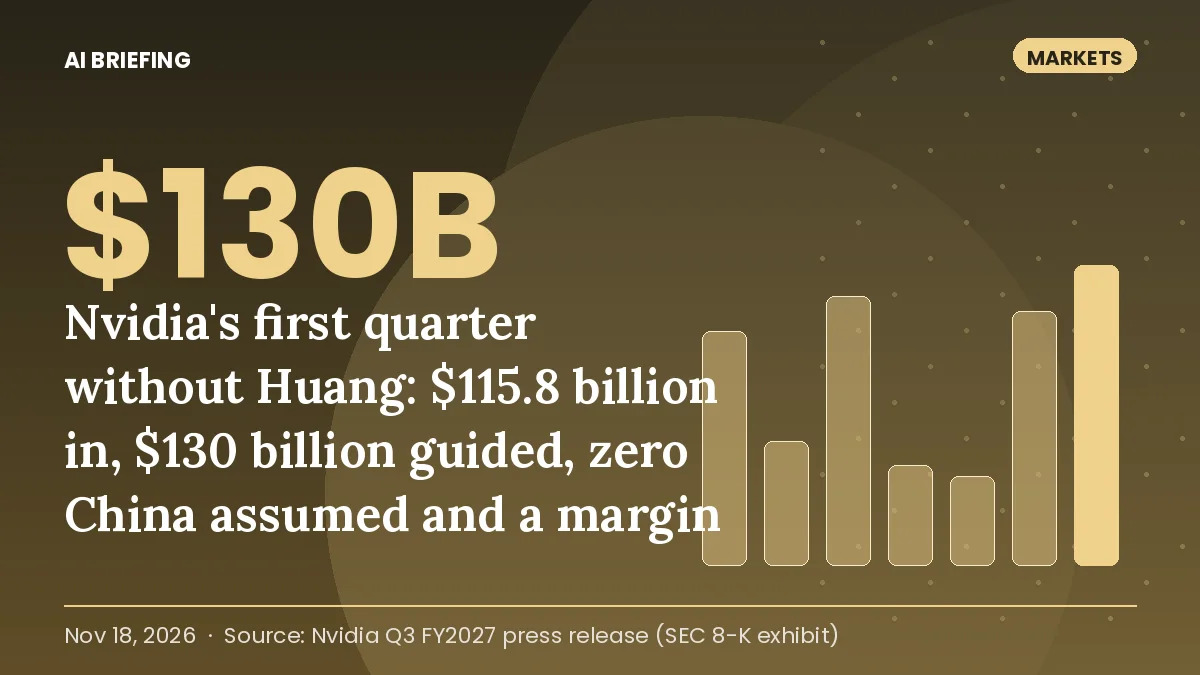 AI BRIEFING
MARKETS
$130B
Nvidia's first quarter
without Huang: $115.8 billion
in, $130 billion guided, zero
China assumed and a margin
Nov 18, 2026 · Source: Nvidia Q3 FY2027 press release (SEC 8-K exhibit)